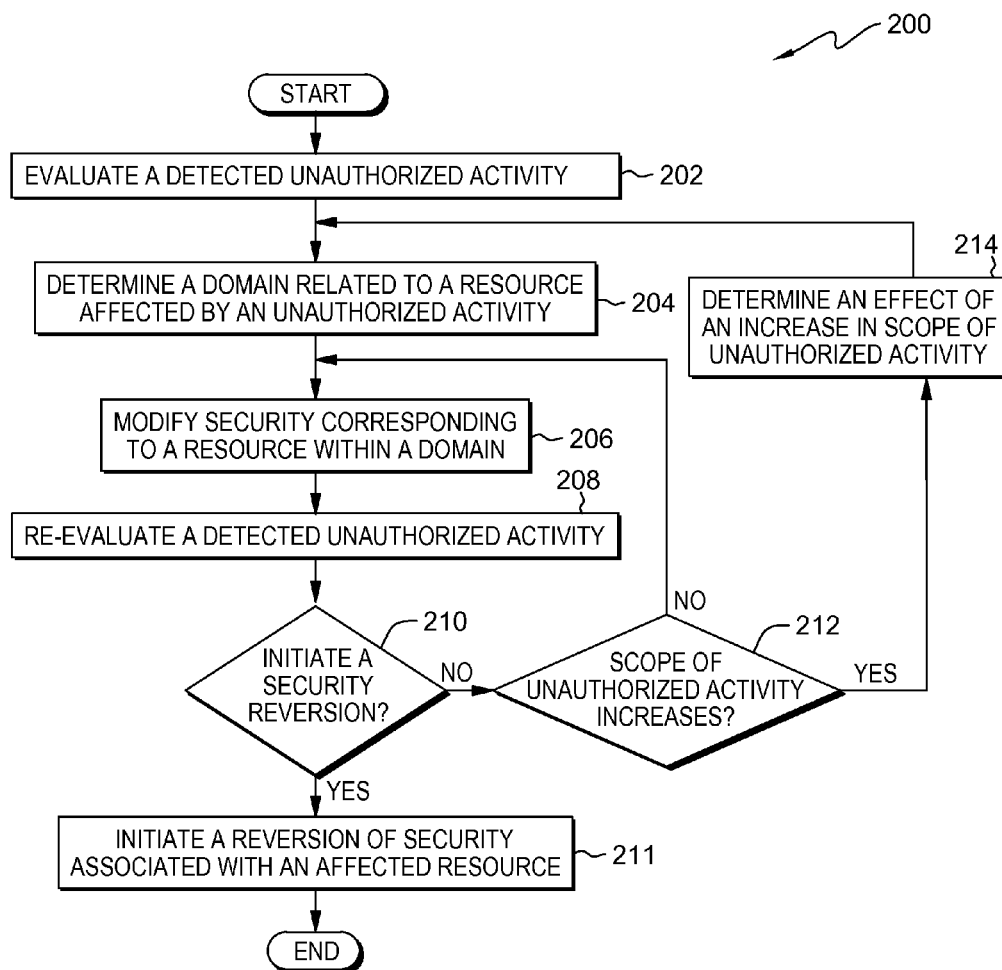 200
START
EVALUATE A DETECTED UNAUTHORIZED ACTIVITY
202
DETERMINE A DOMAIN RELATED TO A RESOURCE
AFFECTED BY AN UNAUTHORIZED ACTIVITY
204
214
DETERMINE AN EFFECT OF
AN INCREASE IN SCOPE OF
UNAUTHORIZED ACTIVITY
MODIFY SECURITY CORRESPONDING
TO A RESOURCE WITHIN A DOMAIN
206
208
RE-EVALUATE A DETECTED UNAUTHORIZED ACTIVITY
210
INITIATE A
SECURITY
REVERSION?
NO
NO
212
SCOPE OF
UNAUTHORIZED ACTIVITY
INCREASES?
YES
YES
INITIATE A REVERSION OF SECURITY
ASSOCIATED WITH AN AFFECTED RESOURCE
211
END